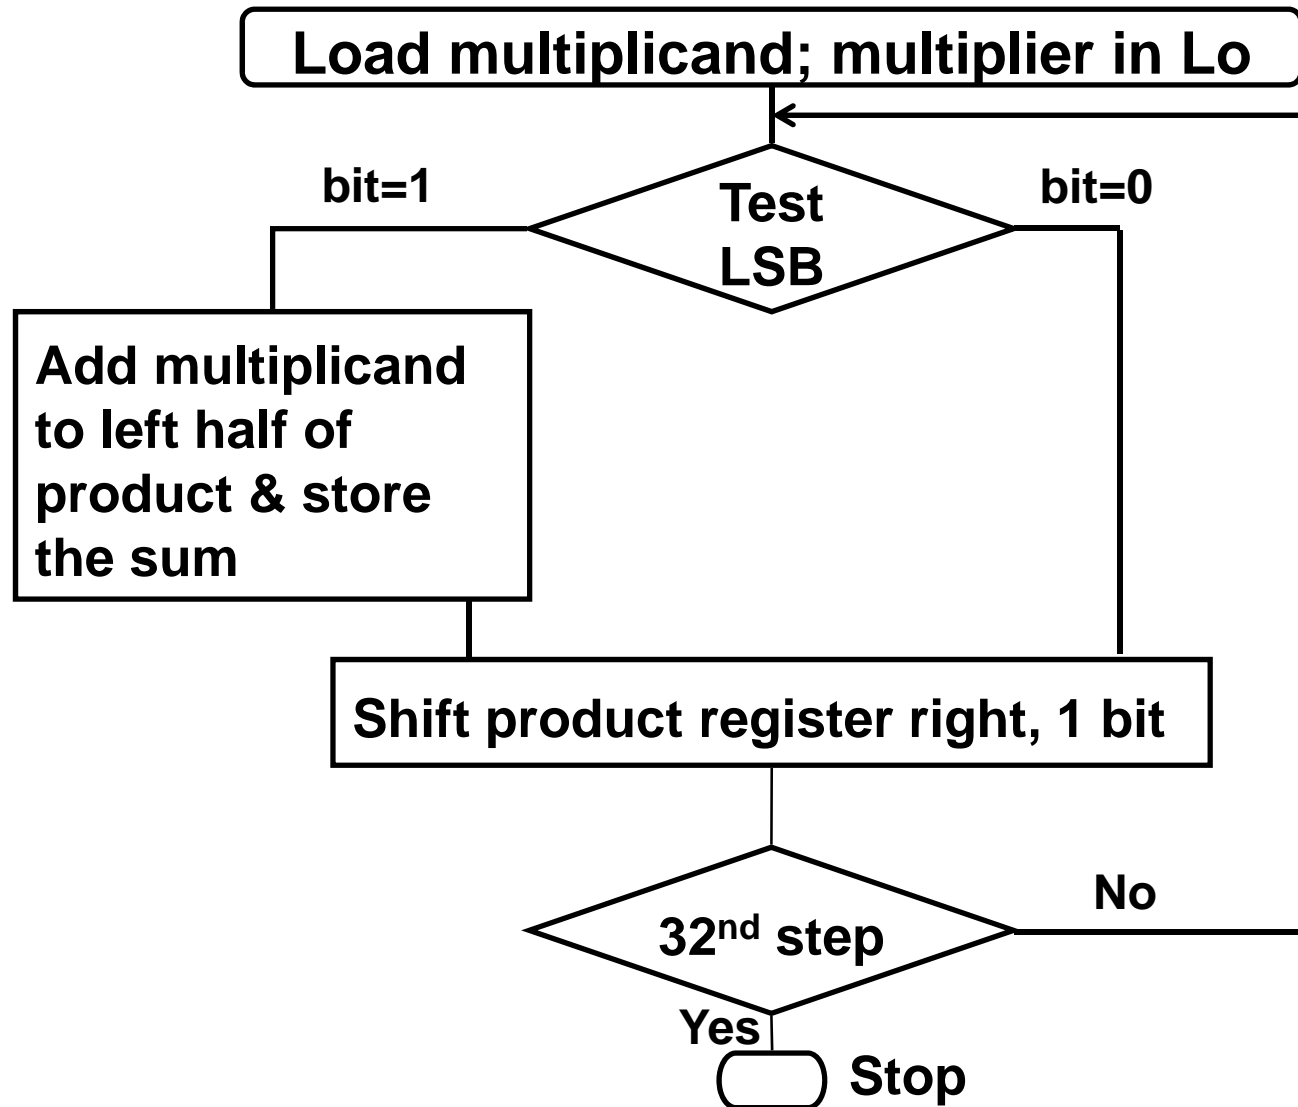 Load multiplicand; multiplier in Lo
bit=1
bit=0
Test
LSB
Add multiplicand
to left half of
product & store
the sum
Shift product register right, 1 bit
No
32nd step
Yes
Stop